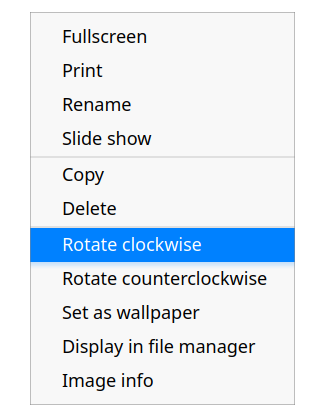 Fullscreen
Print
Rename
Slide show
Copy
Delete
Rotate clockwise
Rotate counterclockwise
Set as wallpaper
Display in file manager
Image info